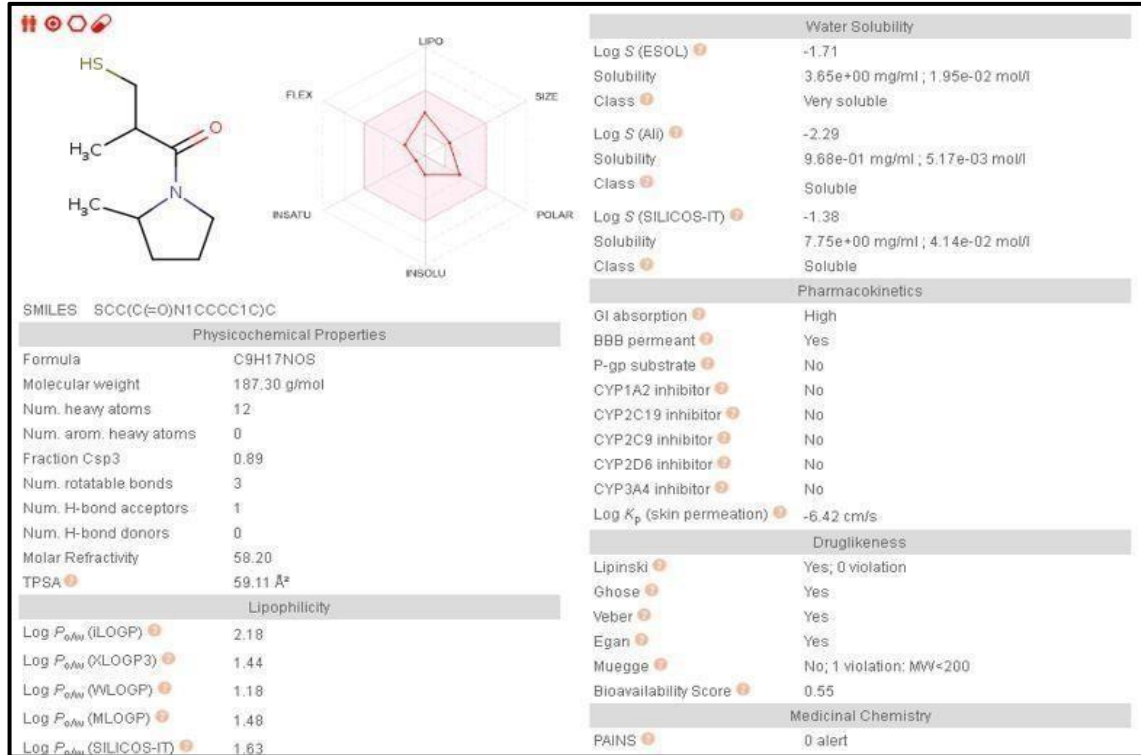 HS
H₃C
O
N
H₃C
LIPO
FLEX
SIZE
INSATU
POLAR
INSOLU
SMILES SCC(C(=O)N1CCCC1C)C
Physicochemical Properties
Formula C9H17NOS
Molecular weight 187.30 g/mol
Num. heavy atoms 12
Num. arom. heavy atoms 0
Fraction Csp3 0.89
Num. rotatable bonds 3
Num. H-bond acceptors 1
Num. H-bond donors 0
Molar Refractivity 58.20
TPSA ? 59.11 Å²
Lipophilicity
Log Po/w (iLOGP) ? 2.18
Log Po/w (XLOGP3) ? 1.44
Log Po/w (WLOGP) ? 1.18
Log Po/w (MLOGP) ? 1.48
Log Po/w (SILICOS-IT) ? 1.63
Water Solubility
Log S (ESOL) ? -1.71
Solubility 3.65e+00 mg/ml ; 1.95e-02 mol/l
Class ? Very soluble
Log S (Ali) ? -2.29
Solubility 9.68e-01 mg/ml ; 5.17e-03 mol/l
Class ? Soluble
Log S (SILICOS-IT) ? -1.38
Solubility 7.75e+00 mg/ml ; 4.14e-02 mol/l
Class ? Soluble
Pharmacokinetics
GI absorption ? High
BBB permeant ? Yes
P-gp substrate ? No
CYP1A2 inhibitor ? No
CYP2C19 inhibitor ? No
CYP2C9 inhibitor ? No
CYP2D6 inhibitor ? No
CYP3A4 inhibitor ? No
Log Kp (skin permeation) ? -6.42 cm/s
Druglikeness
Lipinski ? Yes; 0 violation
Ghose ? Yes
Veber ? Yes
Egan ? Yes
Muegge ? No; 1 violation: MW<200
Bioavailability Score ? 0.55
Medicinal Chemistry
PAINS ? 0 alert